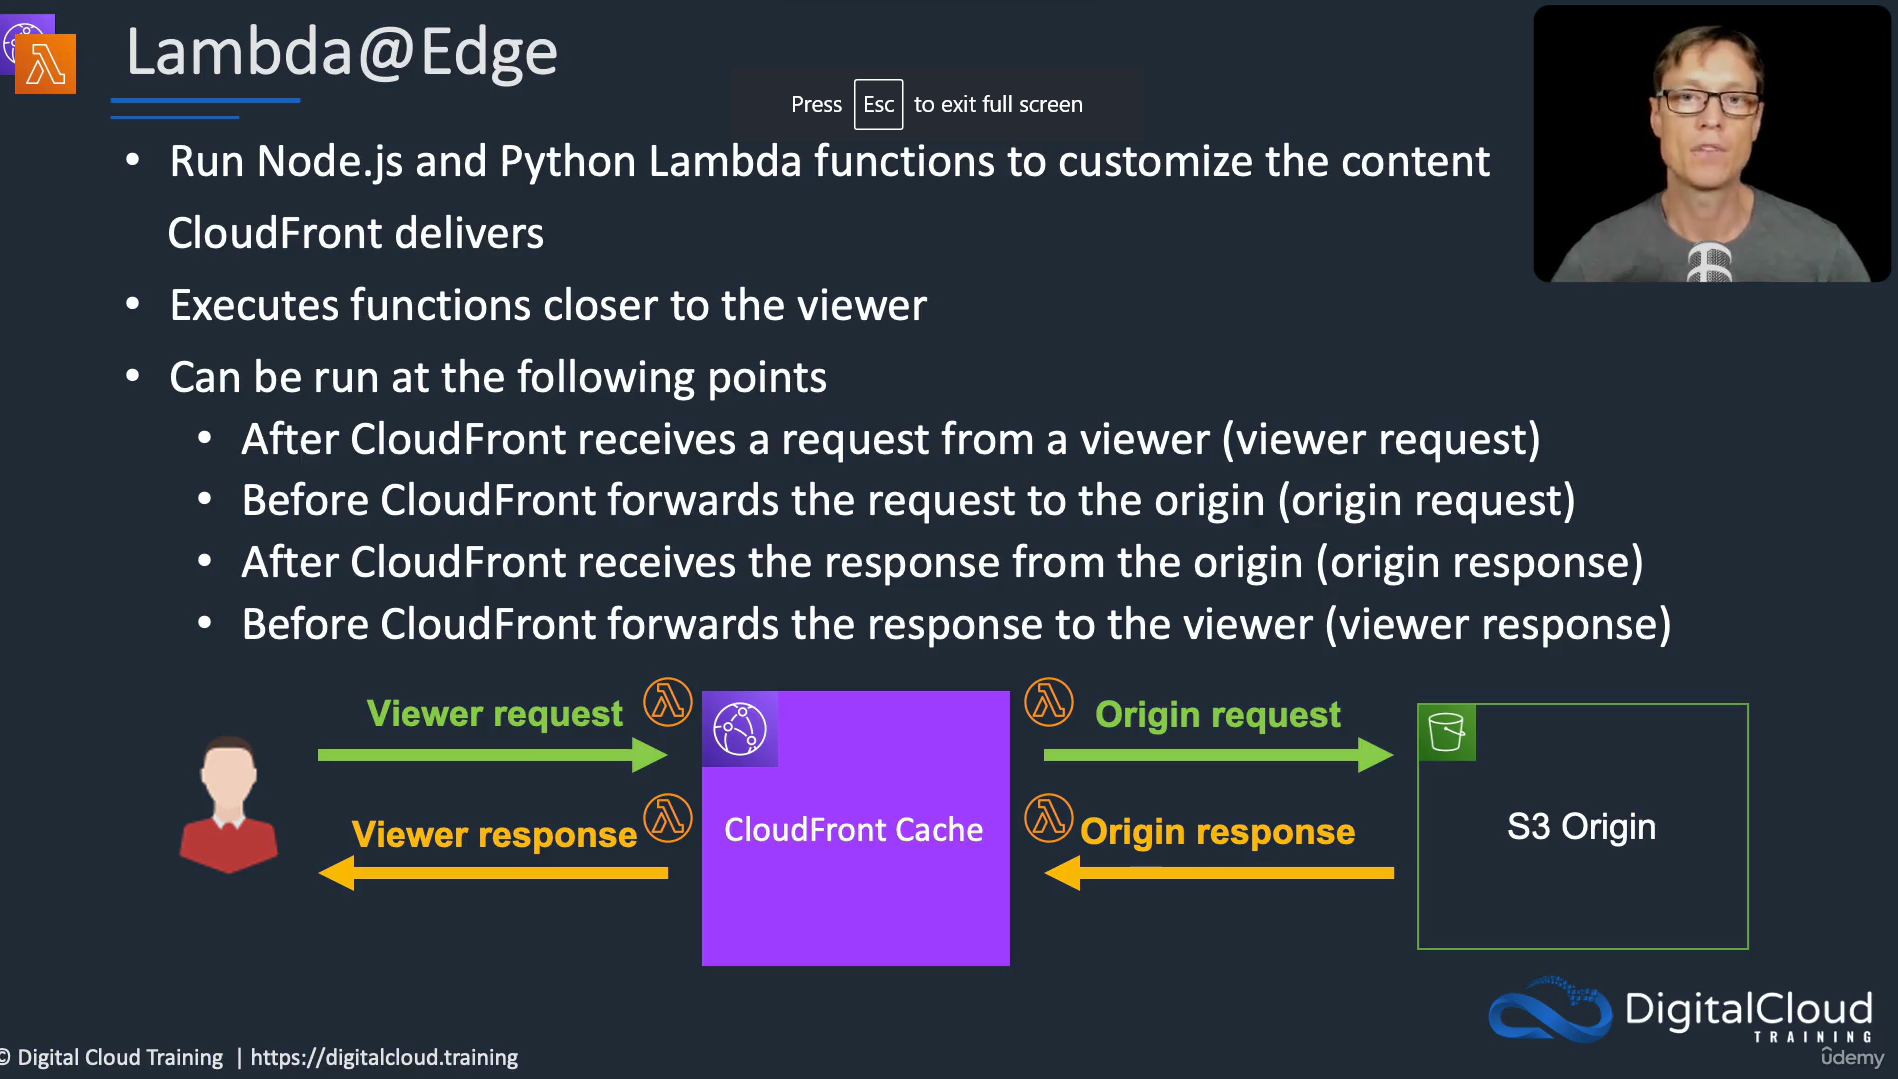 Lambda@Edge
Press Esc to exit full screen
• Run Node.js and Python Lambda functions to customize the content
CloudFront delivers
• Executes functions closer to the viewer
• Can be run at the following points
• After CloudFront receives a request from a viewer (viewer request)
• Before CloudFront forwards the request to the origin (origin request)
• After CloudFront receives the response from the origin (origin response)
• Before CloudFront forwards the response to the viewer (viewer response)
Viewer request
Origin request
Viewer response
CloudFront Cache
Origin response
S3 Origin
DigitalCloud
TRAINING
© Digital Cloud Training | https://digitalcloud.training
ûdemy